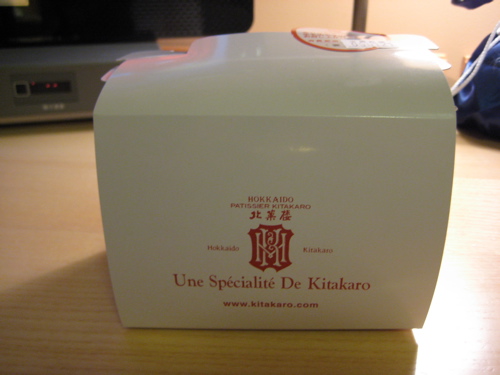 HOKKAIDO
PATISSIER KITAKARO
北菓楼
Hokkaido Kitakaro
Une Spécialité De Kitakaro
www.kitakaro.com